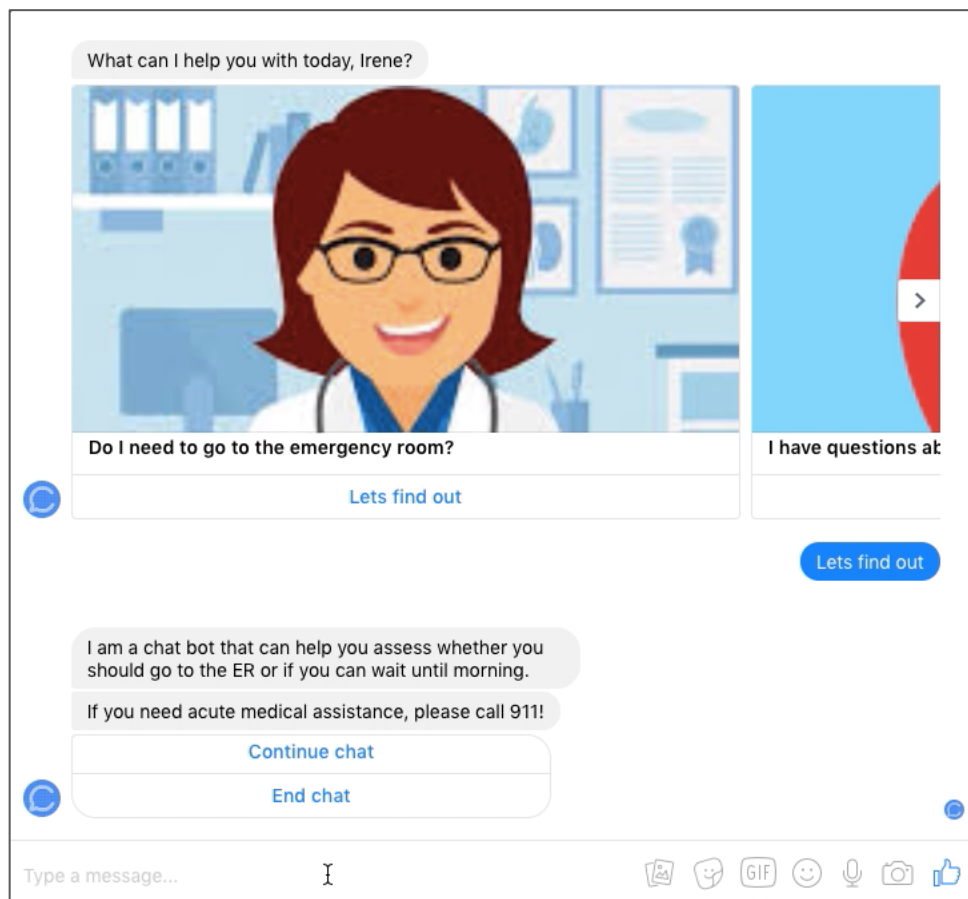 What can I help you with today, Irene?
Do I need to go to the emergency room?
I have questions ab
Lets find out
Lets find out
I am a chat bot that can help you assess whether you
should go to the ER or if you can wait until morning.
If you need acute medical assistance, please call 911!
Continue chat
End chat
Type a message...
GIF